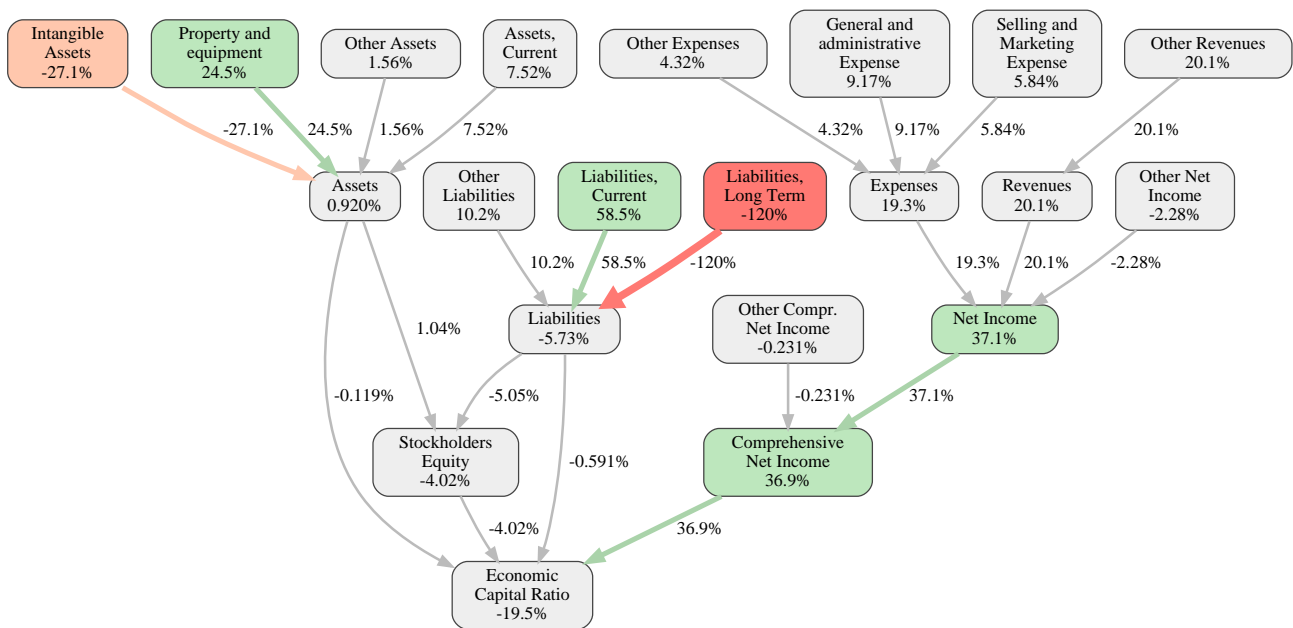 Intangible
Assets
-27.1%
Property and
equipment
24.5%
Other Assets
1.56%
Assets,
Current
7.52%
Other Expenses
4.32%
General and
administrative
Expense
9.17%
Selling and
Marketing
Expense
5.84%
Other Revenues
20.1%
-27.1%
24.5%
1.56%
7.52%
4.32%
9.17%
5.84%
20.1%
Assets
0.920%
Other
Liabilities
10.2%
Liabilities,
Current
58.5%
Liabilities,
Long Term
-120%
Expenses
19.3%
Revenues
20.1%
Other Net
Income
-2.28%
10.2%
58.5%
-120%
19.3%
20.1%
-2.28%
1.04%
Liabilities
-5.73%
Other Compr.
Net Income
-0.231%
Net Income
37.1%
-0.119%
-5.05%
-0.231%
37.1%
Stockholders
Equity
-4.02%
-0.591%
Comprehensive
Net Income
36.9%
-4.02%
36.9%
Economic
Capital Ratio
-19.5%